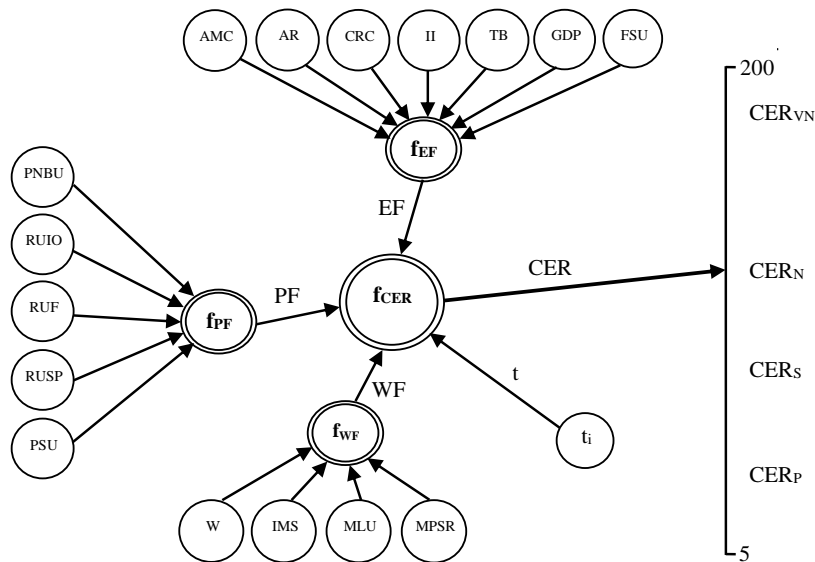 AMC AR CRC II TB GDP FSU
200
CERVN
fEF
PNBU
EF
RUIO
CER
CERN
PF
fCER
RUF
fPF
CERS
RUSP
t
WF
fWF
ti
PSU
CERP
W IMS MLU MPSR
5